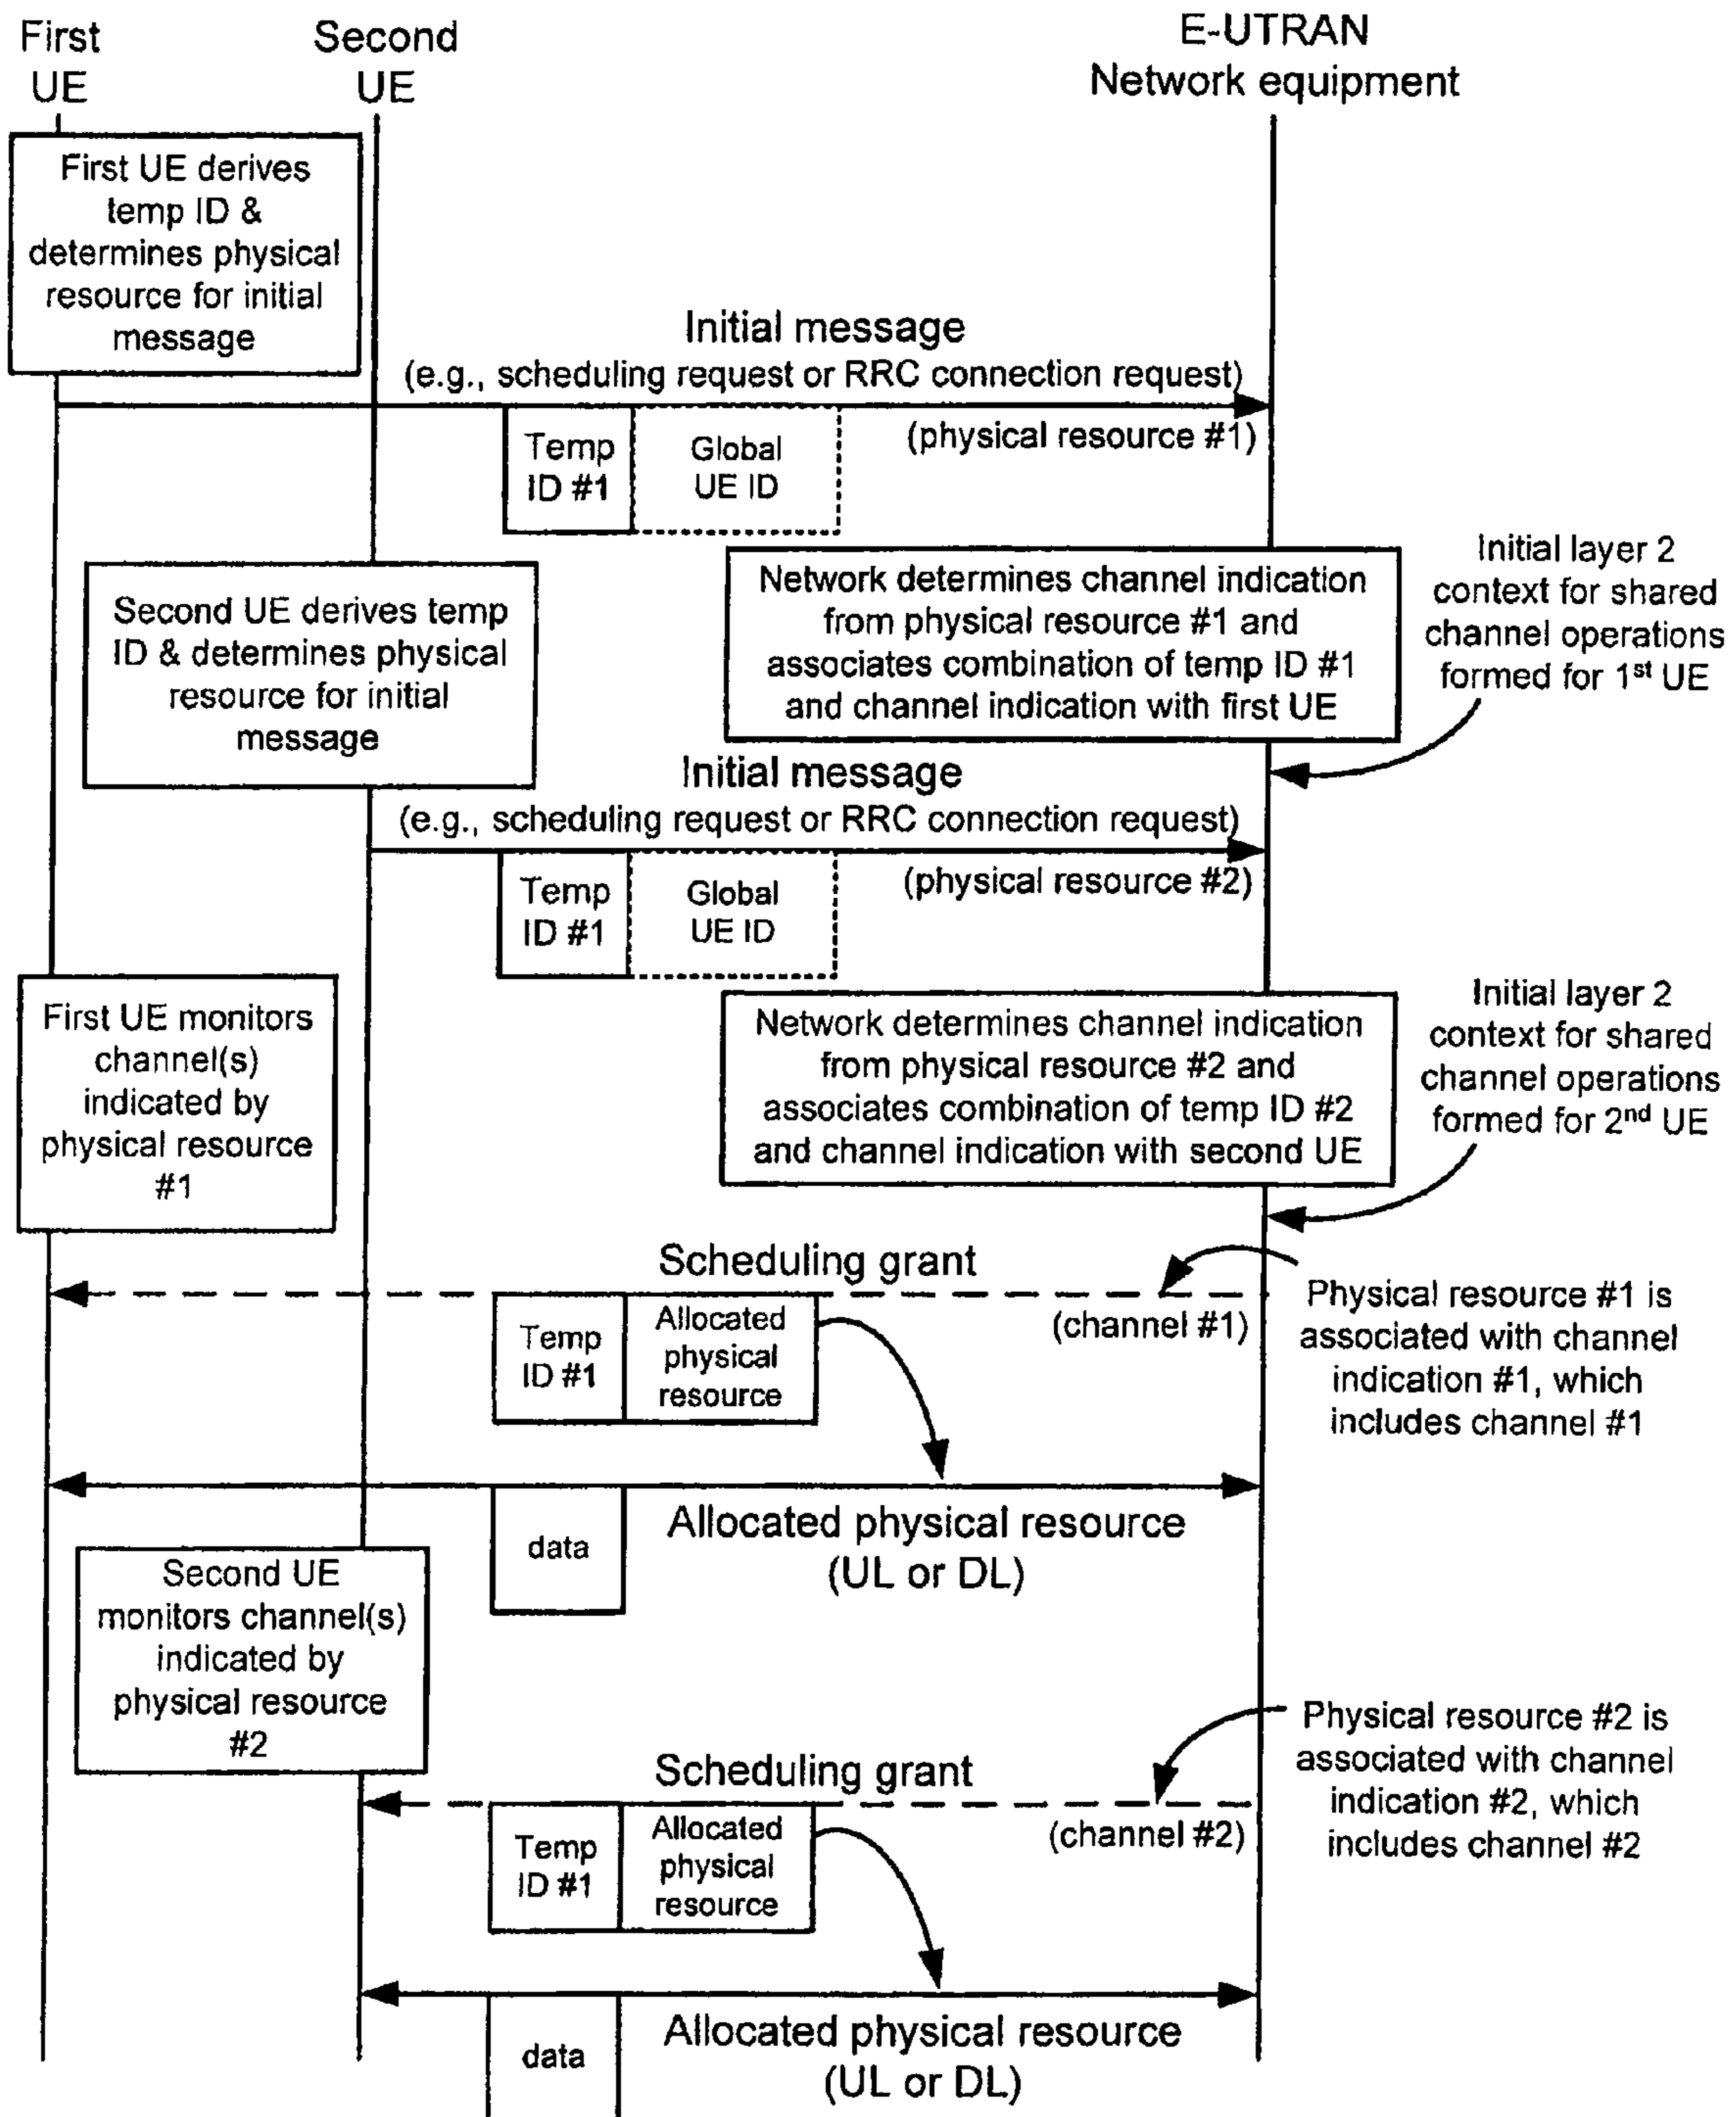 First
UE
Second
UE
E-UTRAN
Network equipment
First UE derives
temp ID &
determines physical
resource for initial
message
Initial message
(e.g., scheduling request or RRC connection request)
(physical resource #1)
Temp
ID #1
Global
UE ID
Second UE derives temp
ID & determines physical
resource for initial
message
Network determines channel indication
from physical resource #1 and
associates combination of temp ID #1
and channel indication with first UE
Initial layer 2
context for shared
channel operations
formed for 1st UE
Initial message
(e.g., scheduling request or RRC connection request)
(physical resource #2)
Temp
ID #1
Global
UE ID
First UE monitors
channel(s)
indicated by
physical resource
#1
Network determines channel indication
from physical resource #2 and
associates combination of temp ID #2
and channel indication with second UE
Initial layer 2
context for shared
channel operations
formed for 2nd UE
Scheduling grant
(channel #1)
Temp
ID #1
Allocated
physical
resource
Physical resource #1 is
associated with channel
indication #1, which
includes channel #1
data
Allocated physical resource
(UL or DL)
Second UE
monitors channel(s)
indicated by
physical resource
#2
Scheduling grant
(channel #2)
Temp
ID #1
Allocated
physical
resource
Physical resource #2 is
associated with channel
indication #2, which
includes channel #2
data
Allocated physical resource
(UL or DL)